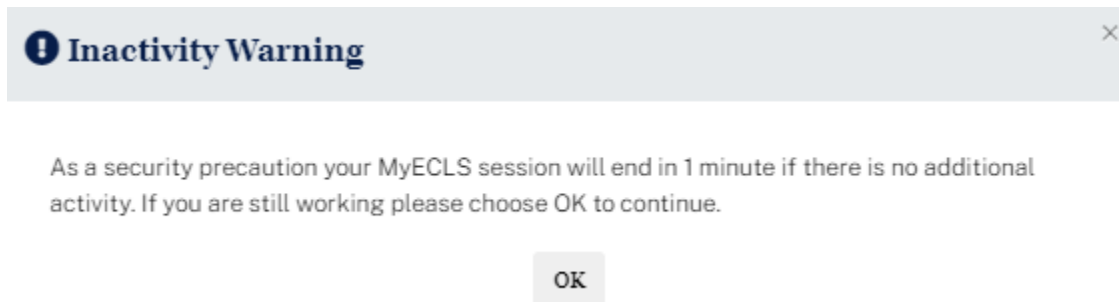 Inactivity Warning
As a security precaution your MyECLS session will end in 1 minute if there is no additional
activity. If you are still working please choose OK to continue.
OK